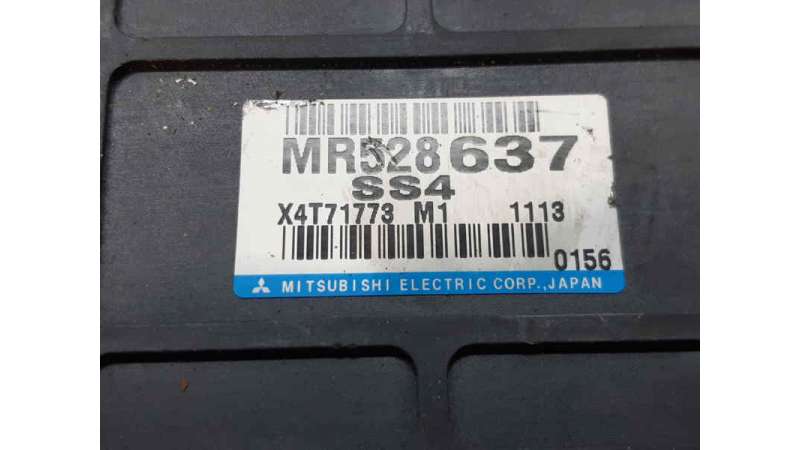 MR528637
SS4
X4T71773 M1 1113
0156
MITSUBISHI ELECTRIC CORP.,JAPAN